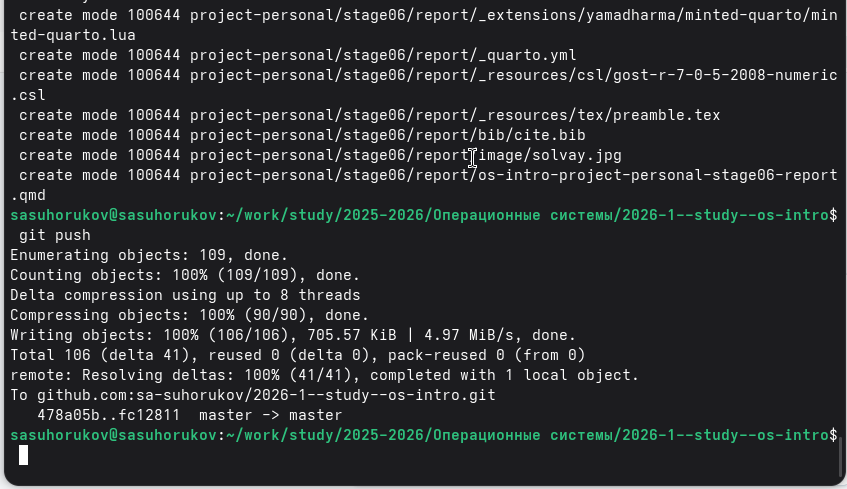 create mode 100644 project-personal/stage06/report/_extensions/yamadharma/minted-quarto/min
ted-quarto.lua
create mode 100644 project-personal/stage06/report/_quarto.yml
create mode 100644 project-personal/stage06/report/_resources/csl/gost-r-7-0-5-2008-numeric
.csl
create mode 100644 project-personal/stage06/report/_resources/tex/preamble.tex
create mode 100644 project-personal/stage06/report/bib/cite.bib
create mode 100644 project-personal/stage06/report/image/solvay.jpg
create mode 100644 project-personal/stage06/report/os-intro-project-personal-stage06-report
.qmd
sasuhorukov@sasuhorukov:~/work/study/2025-2026/Операционные системы/2026-1--study--os-intro$
git push
Enumerating objects: 109, done.
Counting objects: 100% (109/109), done.
Delta compression using up to 8 threads
Compressing objects: 100% (90/90), done.
Writing objects: 100% (106/106), 705.57 KiB | 4.97 MiB/s, done.
Total 106 (delta 41), reused 0 (delta 0), pack-reused 0 (from 0)
remote: Resolving deltas: 100% (41/41), completed with 1 local object.
To github.com:sa-suhorukov/2026-1--study--os-intro.git
478a05b..fc12811  master -> master
sasuhorukov@sasuhorukov:~/work/study/2025-2026/Операционные системы/2026-1--study--os-intro$